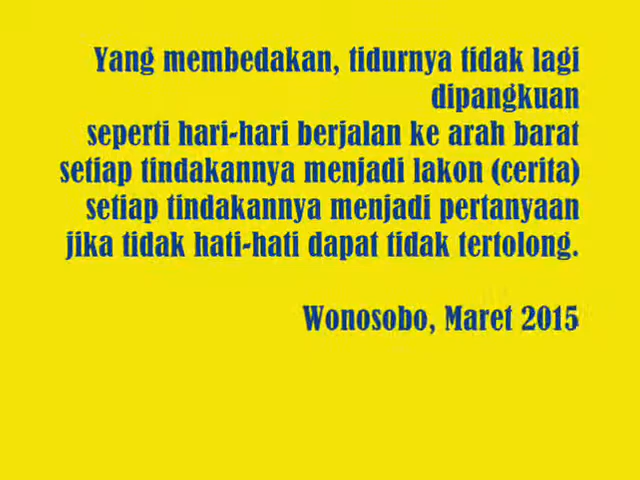 Yang membedakan, tidurnya tidak lagi
dipangkuan
seperti hari-hari berjalan ke arah barat
setiap tindakannya menjadi lakon (cerita)
setiap tindakannya menjadi pertanyaan
jika tidak hati-hati dapat tidak tertolong.
Wonosobo, Maret 2015